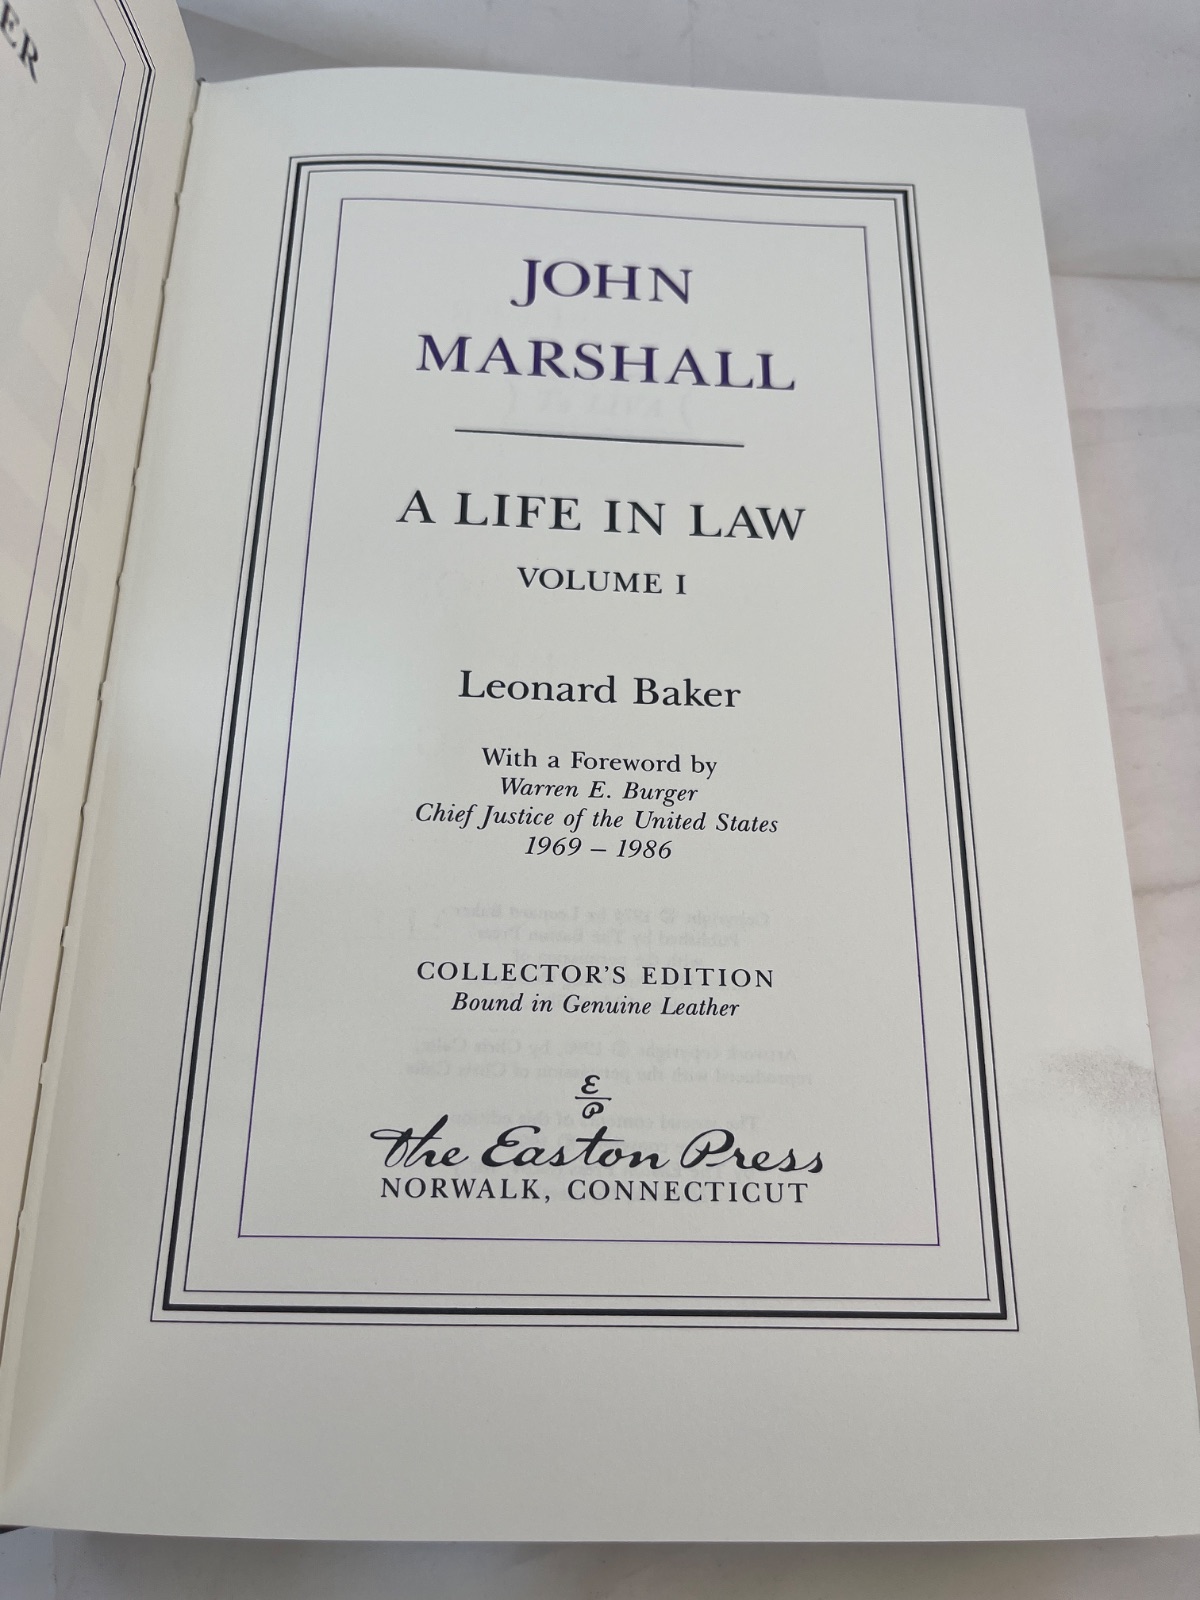 ER
JOHN
MARSHALL
A LIFE IN LAW
VOLUME I
Leonard Baker
With a Foreword by
Warren E. Burger
Chief Justice of the United States
1969 – 1986
COLLECTOR'S EDITION
Bound in Genuine Leather
E
P
The Easton Press
NORWALK, CONNECTICUT